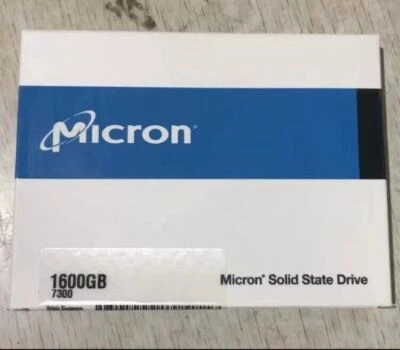 Micron®
1600GB
7300
Micron® Solid State Drive